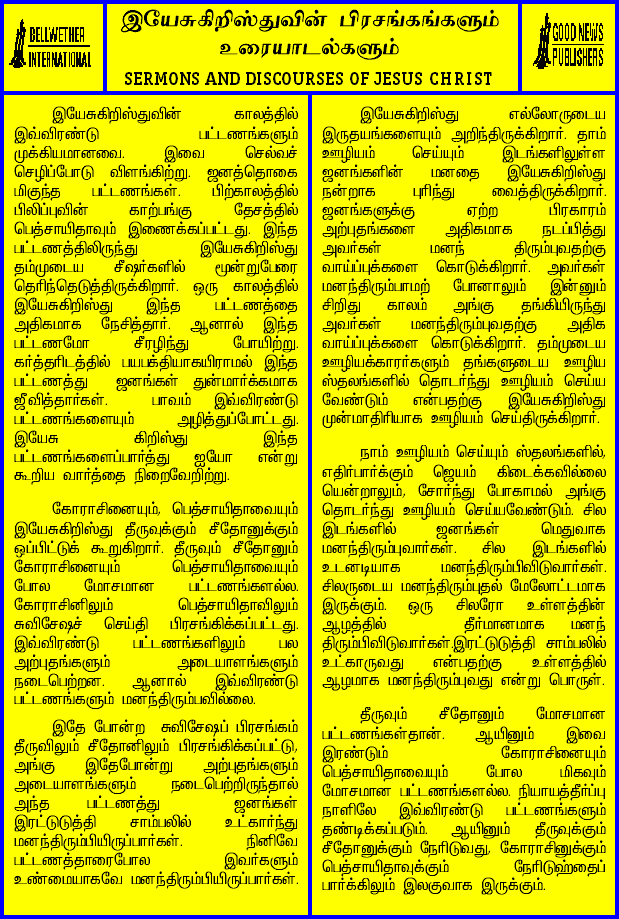 BELLWETHER
INTERNATIONAL
இயேசுகிறிஸ்துவின் பிரசங்கங்களும்
உரையாடல்களும்
SERMONS AND DISCOURSES OF JESUS CHRIST
GOOD NEWS
PUBLISHERS
இயேசுகிறிஸ்துவின் காலத்தில்
இவ்விரண்டு பட்டணங்களும்
முக்கியமானவை. இவை செல்வச்
செழிப்போடு விளங்கிற்று. ஜனத்தொகை
மிகுந்த பட்டணங்கள். பிற்காலத்தில்
பிலிப்புவின் காற்பங்கு தேசத்தில்
பெத்சாயிதாவும் இணைக்கப்பட்டது. இந்த
பட்டணத்திலிருந்து இயேசுகிறிஸ்து
தம்முடைய சீஷர்களில் மூன்றுபேரை
தெரிந்தெடுத்திருக்கிறார். ஒரு காலத்தில்
இயேசுகிறிஸ்து இந்த பட்டணத்தை
அதிகமாக நேசித்தார். ஆனால் இந்த
பட்டணமோ சீரழிந்து போயிற்று.
கர்த்தரிடத்தில் பயபக்தியாகயிராமல் இந்த
பட்டணத்து ஜனங்கள் துன்மார்க்கமாக
ஜீவித்தார்கள். பாவம் இவ்விரண்டு
பட்டணங்களையும் அழித்துப்போட்டது.
இயேசு கிறிஸ்து இந்த
பட்டணங்களைப்பார்த்து ஐயோ என்று
கூறிய வார்த்தை நிறைவேறிற்று.
கோராசினையும், பெத்சாயிதாவையும்
இயேசுகிறிஸ்து தீருவுக்கும் சீதோனுக்கும்
ஒப்பிட்டுக் கூறுகிறார். தீருவும் சீதோனும்
கோராசினையும் பெத்சாயிதாவையும்
போல மோசமான பட்டணங்களல்ல.
கோராசினிலும் பெத்சாயிதாவிலும்
சுவிசேஷச் செய்தி பிரசங்கிக்கப்பட்டது.
இவ்விரண்டு பட்டணங்களிலும் பல
அற்புதங்களும் அடையாளங்களும்
நடைபெற்றன. ஆனால் இவ்விரண்டு
பட்டணங்களும் மனந்திரும்பவில்லை.
இதே போன்ற சுவிசேஷப் பிரசங்கம்
தீருவிலும் சீதோனிலும் பிரசங்கிக்கப்பட்டு,
அங்கு இதேபோன்று அற்புதங்களும்
அடையாளங்களும் நடைபெற்றிருந்தால்
அந்த பட்டணத்து ஜனங்கள்
இரட்டுடுத்தி சாம்பலில் உட்கார்ந்து
மனந்திரும்பியிருப்பார்கள். நினிவே
பட்டணத்தாரைபோல இவர்களும்
உண்மையாகவே மனந்திரும்பியிருப்பார்கள்.
இயேசுகிறிஸ்து எல்லோருடைய
இருதயங்களையும் அறிந்திருக்கிறார். தாம்
ஊழியம் செய்யும் இடங்களிலுள்ள
ஜனங்களின் மனதை இயேசுகிறிஸ்து
நன்றாக புரிந்து வைத்திருக்கிறார்.
ஜனங்களுக்கு ஏற்ற பிரகாரம்
அற்புதங்களை அதிகமாக நடப்பித்து
அவர்கள் மனந் திரும்புவதற்கு
வாய்ப்புக்களை கொடுக்கிறார். அவர்கள்
மனந்திரும்பாமற் போனாலும் இன்னும்
சிறிது காலம் அங்கு தங்கியிருந்து
அவர்கள் மனந்திரும்புவதற்கு அதிக
வாய்ப்புக்களை கொடுக்கிறார். தம்முடைய
ஊழியக்காரர்களும் தங்களுடைய ஊழிய
ஸ்தலங்களில் தொடர்ந்து ஊழியம் செய்ய
வேண்டும் என்பதற்கு இயேசுகிறிஸ்து
முன்மாதிரியாக ஊழியம் செய்திருக்கிறார்.
நாம் ஊழியம் செய்யும் ஸ்தலங்களில்,
எதிர்பார்க்கும் ஜெயம் கிடைக்கவில்லை
யென்றாலும், சோர்ந்து போகாமல் அங்கு
தொடர்ந்து ஊழியம் செய்யவேண்டும். சில
இடங்களில் ஜனங்கள் மெதுவாக
மனந்திரும்புவார்கள். சில இடங்களில்
உடனடியாக மனந்திரும்பிவிடுவார்கள்.
சிலருடைய மனந்திரும்புதல் மேலோட்டமாக
இருக்கும். ஒரு சிலரோ உள்ளத்தின்
ஆழத்தில் தீர்மானமாக மனந்
திரும்பிவிடுவார்கள்.இரட்டுடுத்தி சாம்பலில்
உட்காருவது என்பதற்கு உள்ளத்தில்
ஆழமாக மனந்திரும்புவது என்று பொருள்.
தீருவும் சீதோனும் மோசமான
பட்டணங்கள்தான். ஆயினும் இவை
இரண்டும் கோராசினையும்
பெத்சாயிதாவையும் போல மிகவும்
மோசமான பட்டணங்களல்ல. நியாயத்தீர்ப்பு
நாளிலே இவ்விரண்டு பட்டணங்களும்
தண்டிக்கப்படும். ஆயினும் தீருவுக்கும்
சீதோனுக்கும் நேரிடுவது, கோராசினுக்கும்
பெத்சாயிதாவுக்கும் நேரிடுஹ்தைப்
பார்க்கிலும் இலகுவாக இருக்கும்.